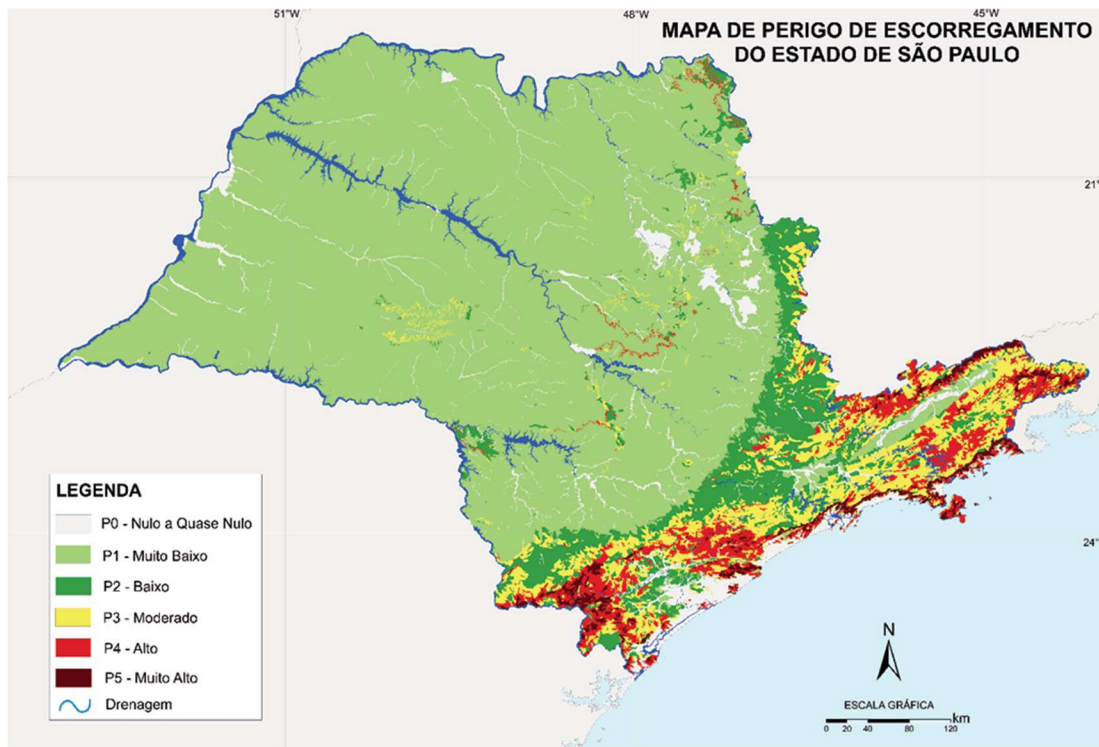 51°W
48°W
45°W
MAPA DE PERIGO DE ESCORREGAMENTO
DO ESTADO DE SÃO PAULO
21°
24°
LEGENDA
P0 - Nulo a Quase Nulo
P1 - Muito Baixo
P2 - Baixo
P3 - Moderado
P4 - Alto
P5 - Muito Alto
Drenagem
N
ESCALA GRÁFICA
0 20 40 80 120 km